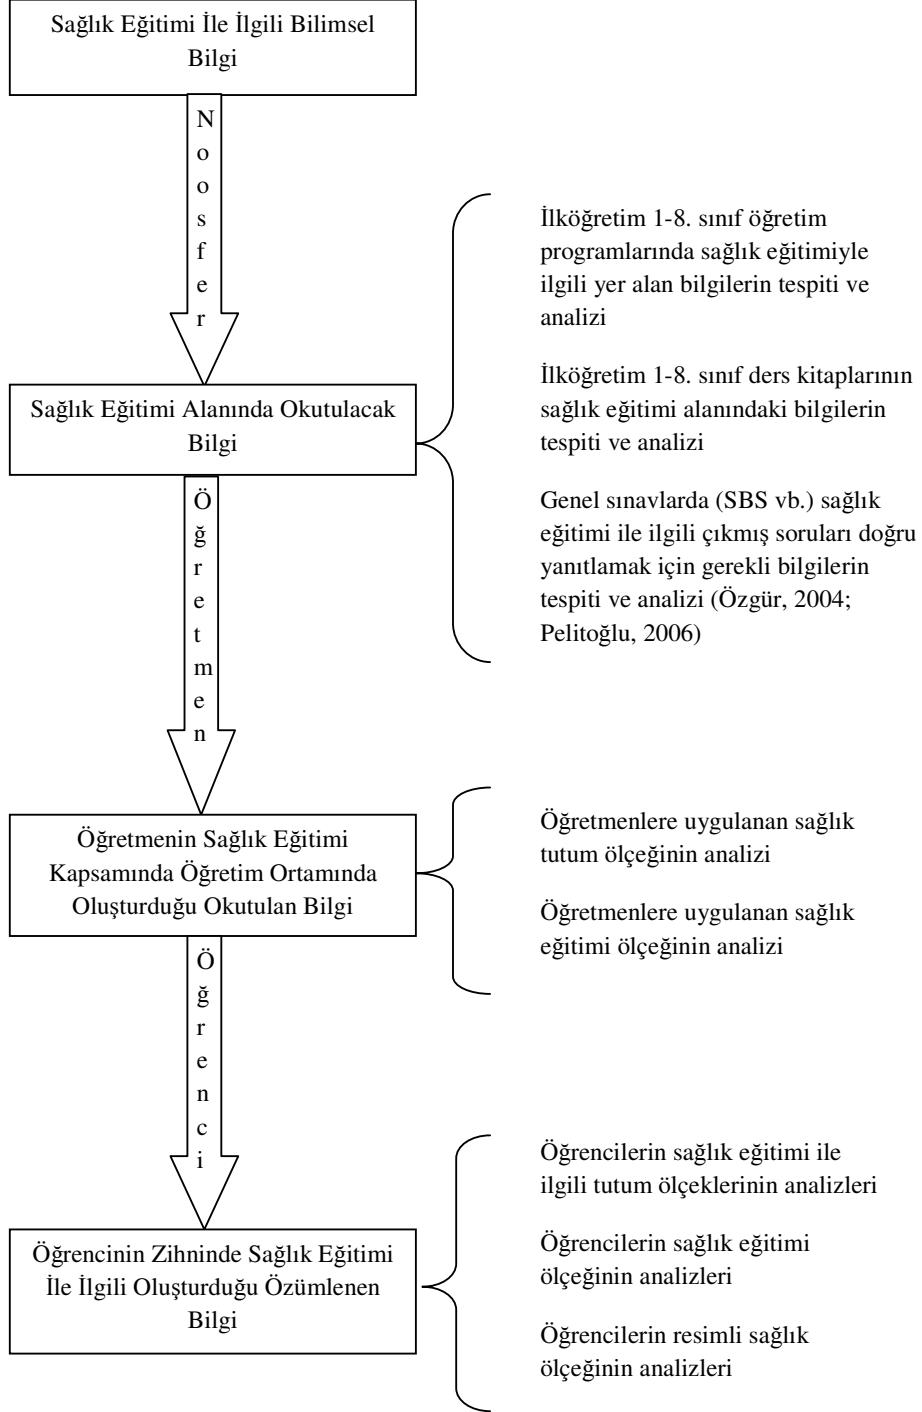 Sağlık Eğitimi İle İlgili Bilimsel
Bilgi
Noosfer
Sağlık Eğitimi Alanında Okutulacak
Bilgi
İlköğretim 1-8. sınıf öğretim
programlarında sağlık eğitimiyle
ilgili yer alan bilgilerin tespiti ve
analizi
İlköğretim 1-8. sınıf ders kitaplarının
sağlık eğitimi alanındaki bilgilerin
tespiti ve analizi
Genel sınavlarda (SBS vb.) sağlık
eğitimi ile ilgili çıkmış soruları doğru
yanıtlamak için gerekli bilgilerin
tespiti ve analizi (Özgür, 2004;
Pelitoğlu, 2006)
Öğretmen
Öğretmenin Sağlık Eğitimi
Kapsamında Öğretim Ortamında
Oluşturduğu Okutulan Bilgi
Öğretmenlere uygulanan sağlık
tutum ölçeğinin analizi
Öğretmenlere uygulanan sağlık
eğitimi ölçeğinin analizi
Öğrenci
Öğrencinin Zihninde Sağlık Eğitimi
İle İlgili Oluşturduğu Özümlenen
Bilgi
Öğrencilerin sağlık eğitimi ile
ilgili tutum ölçeklerinin analizleri
Öğrencilerin sağlık eğitimi
ölçeğinin analizleri
Öğrencilerin resimli sağlık
ölçeğinin analizleri